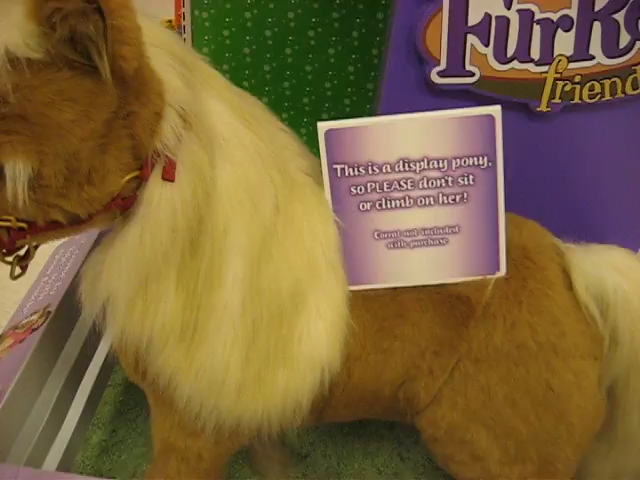 FurRe
friend
This is a display pony,
so PLEASE don't sit
or climb on her!
Carrot not included
with purchase